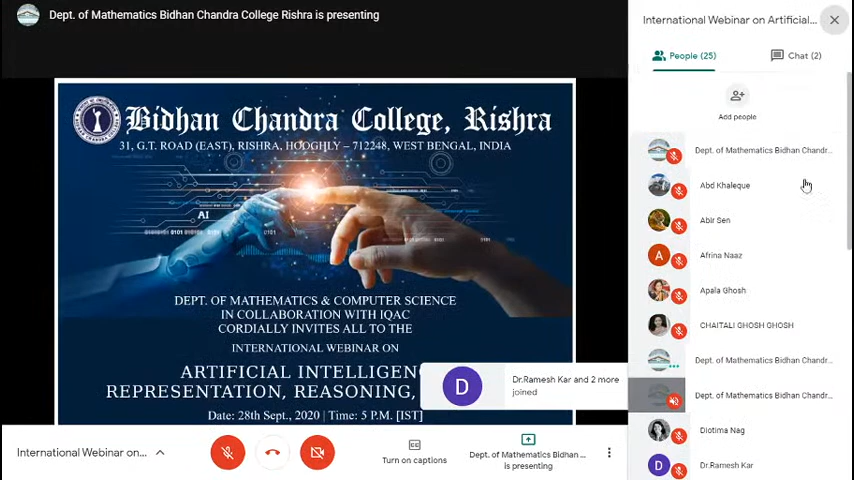 Dept. of Mathematics Bidhan Chandra College Rishra is presenting
International Webinar on Artificial...
People (25)
Chat (2)
Add people
Bidhan Chandra College, Rishra
31, G.T. ROAD (EAST), RISHRA, HOOGHLY – 712248, WEST BENGAL, INDIA
AI
DEPT. OF MATHEMATICS & COMPUTER SCIENCE
IN COLLABORATION WITH IQAC
CORDIALLY INVITES ALL TO THE
INTERNATIONAL WEBINAR ON
ARTIFICIAL INTELLIGENC
REPRESENTATION, REASONING,
Date: 28th Sept., 2020 | Time: 5 P.M. [IST]
D
Dr.Ramesh Kar and 2 more
joined
Dept. of Mathematics Bidhan Chandr...
Abd Khaleque
Abir Sen
A
Afrina Naaz
Apala Ghosh
CHAITALI GHOSH GHOSH
Dept. of Mathematics Bidhan Chandr...
Dept. of Mathematics Bidhan Chandr...
Diotima Nag
D
Dr.Ramesh Kar
International Webinar on...
Turn on captions
Dept. of Mathematics Bidhan ...
is presenting